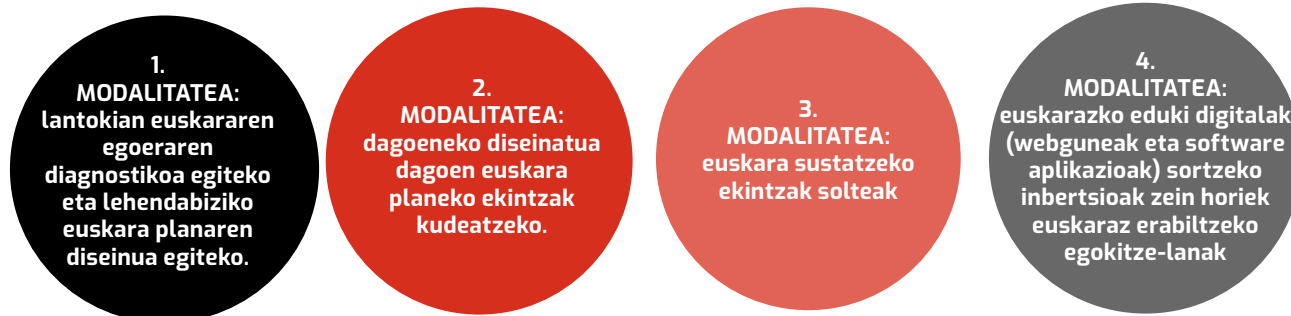 1.
MODALITATEA:
lantokian euskararen
egoeraren
diagnostikoa egiteko
eta lehendabiziko
euskara planaren
diseinua egiteko.
2.
MODALITATEA:
dagoeneko diseinatua
dagoen euskara
planeko ekintzak
kudeatzeko.
3.
MODALITATEA:
euskara sustatzeko
ekintzak solteak
4.
MODALITATEA:
euskarazko eduki digitalak
(webguneak eta software
aplikazioak) sortzeko
inbertsioak zein horiek
euskaraz erabiltzeko
egokitze-lanak